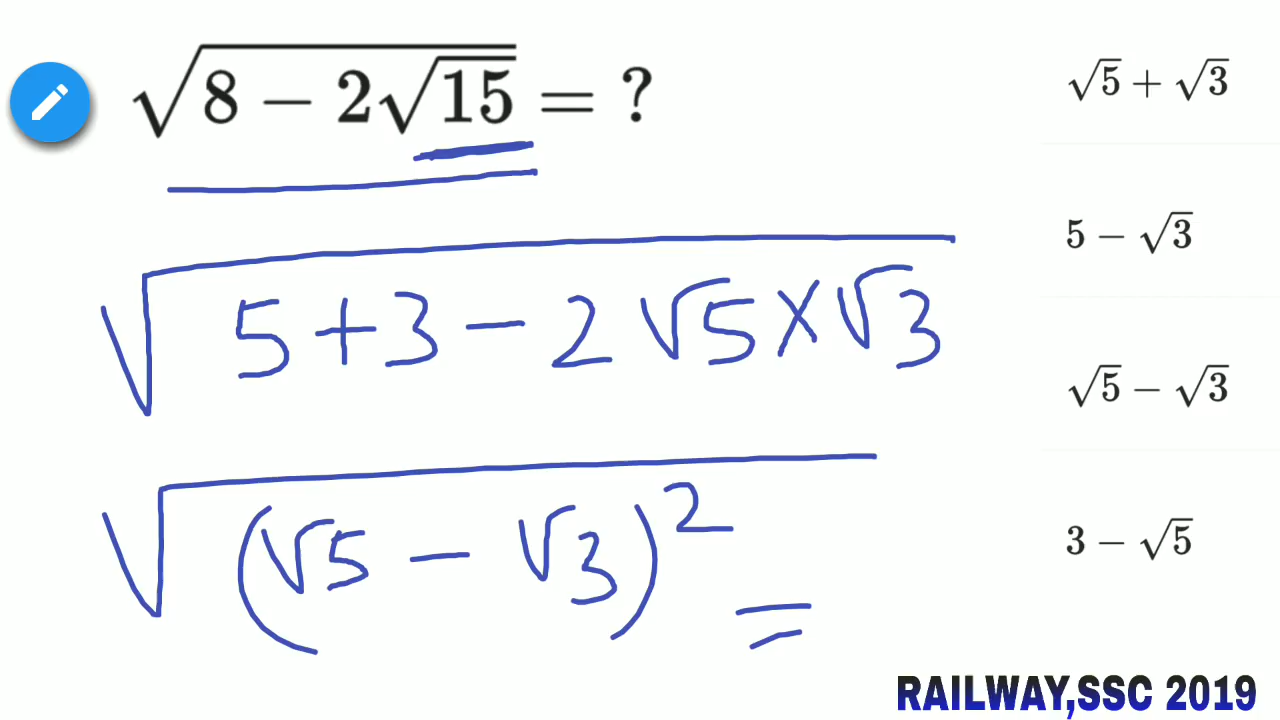 √(8 − 2√15) = ?
√(5 + 3 − 2√5 × √3)
√((√5 − √3)²) =
√5 + √3
5 − √3
√5 − √3
3 − √5
RAILWAY,SSC 2019